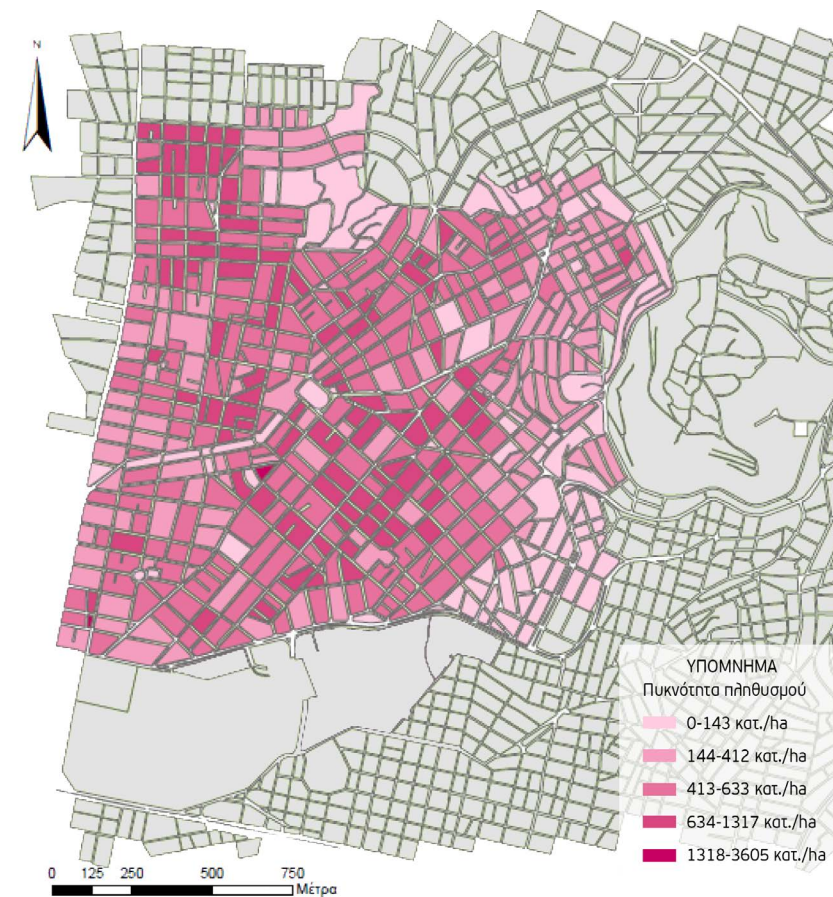 N
ΥΠΟΜΝΗΜΑ
Πυκνότητα πληθυσμού
0-143 κατ./ha
144-412 κατ./ha
413-633 κατ./ha
634-1317 κατ./ha
1318-3605 κατ./ha
0 125 250 500 750
Μέτρα